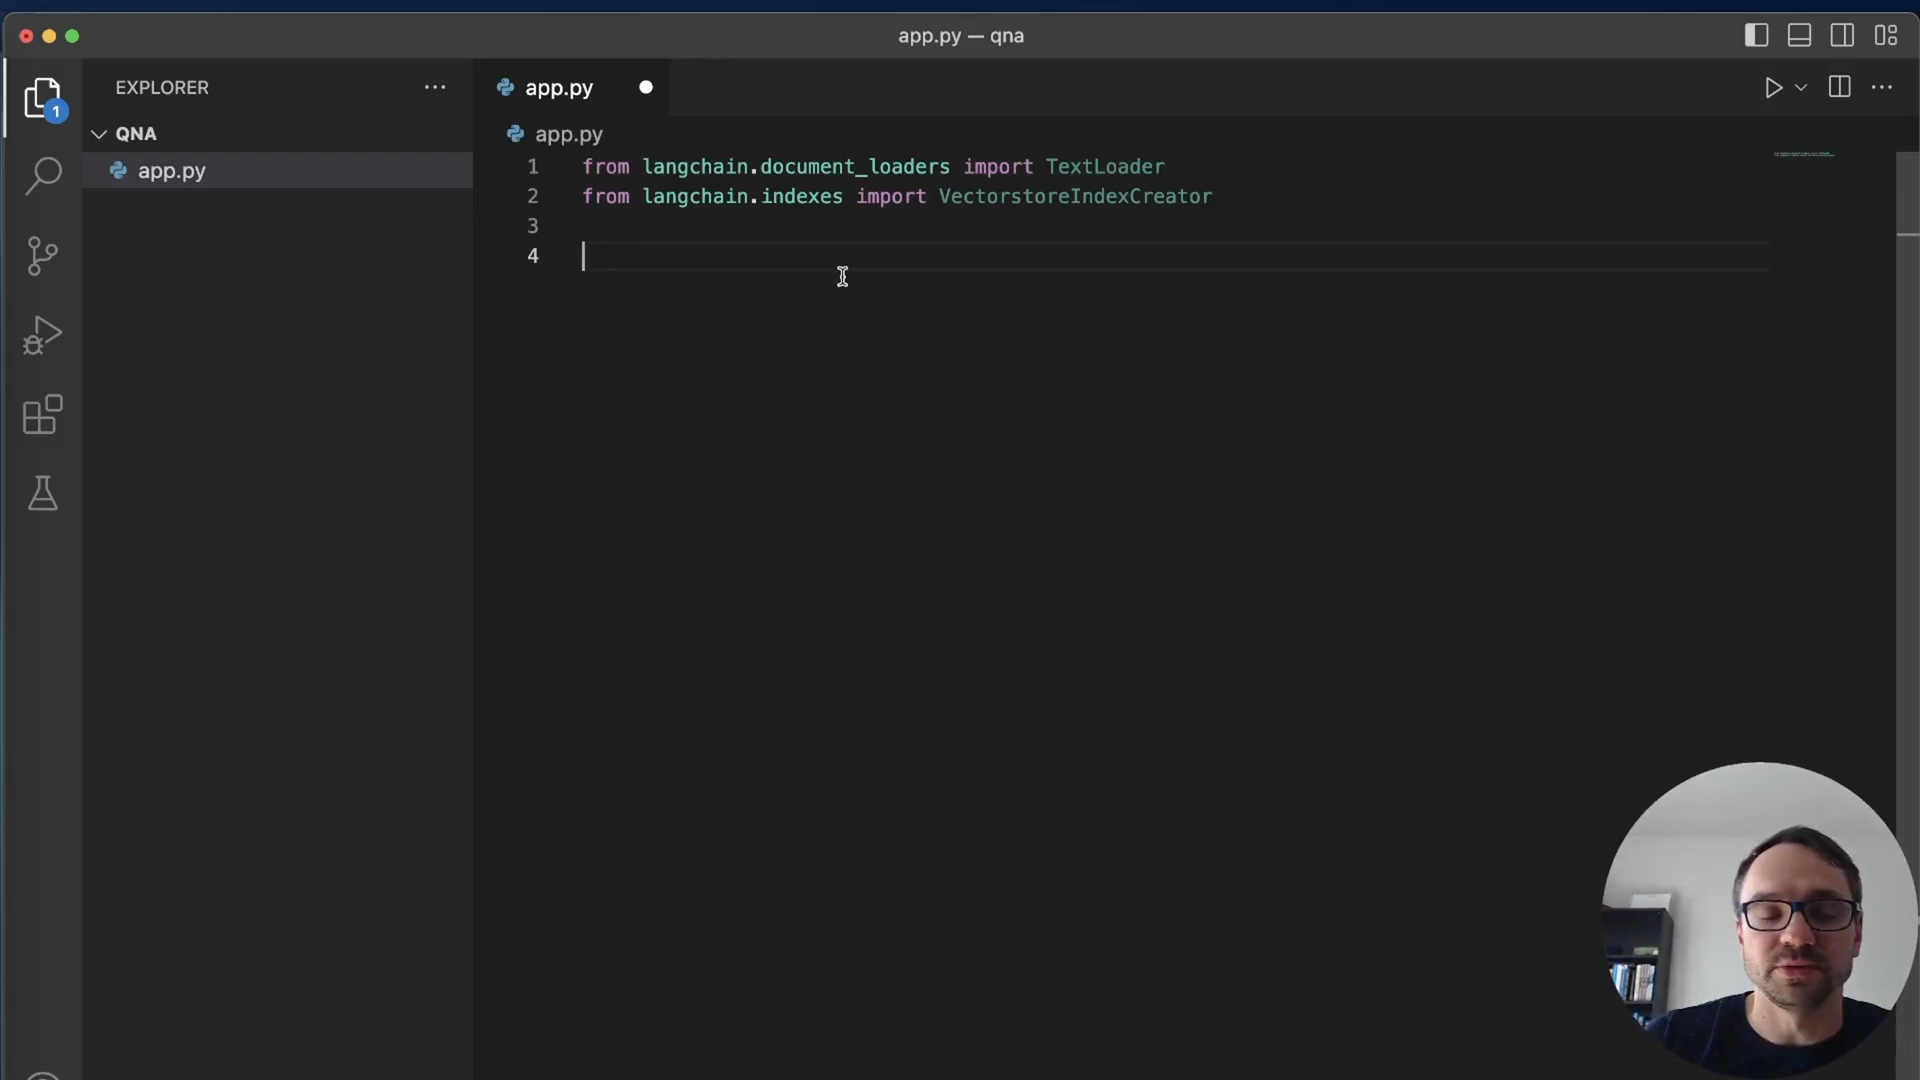 app.py — qna
EXPLORER
app.py
1
QNA
app.py
app.py
1 from langchain.document_loaders import TextLoader
2 from langchain.indexes import VectorstoreIndexCreator
3
4